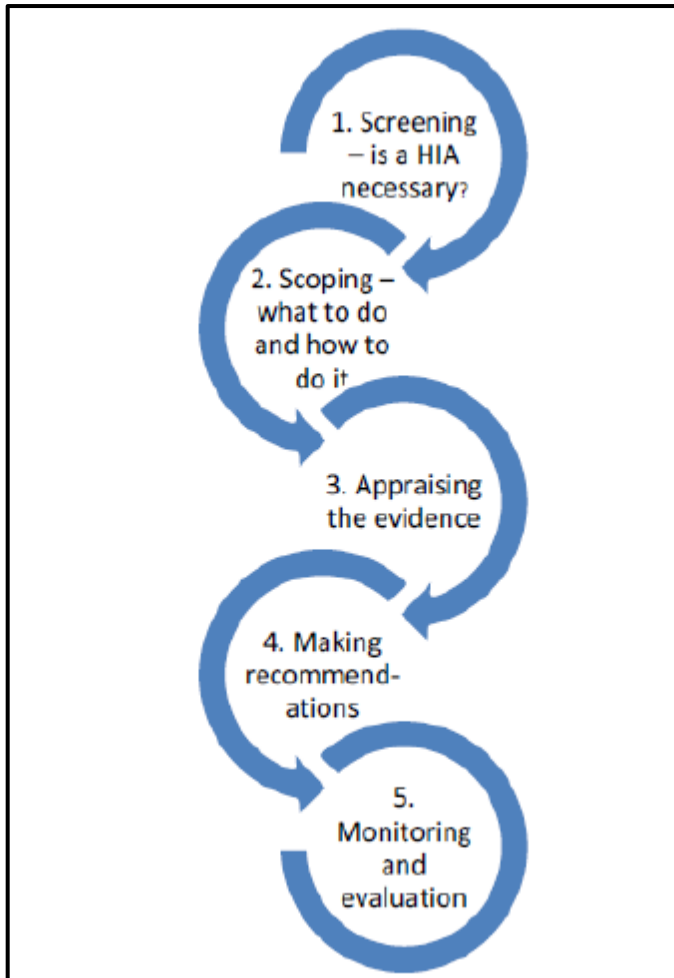 1. Screening
– is a HIA
necessary?
2. Scoping –
what to do
and how to
do it
3. Appraising
the evidence
4. Making
recommend-
ations
5.
Monitoring
and
evaluation